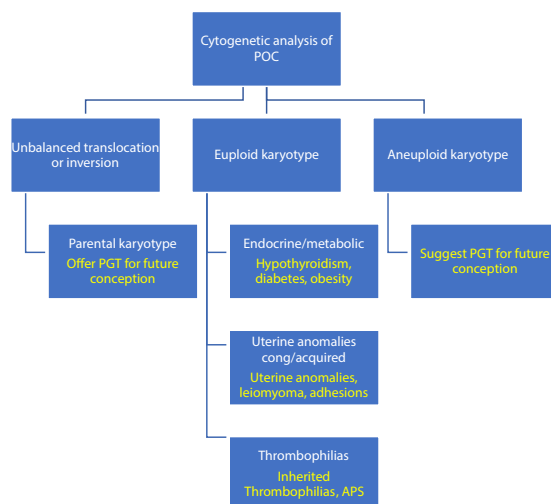 Cytogenetic analysis of
POC
Unbalanced translocation
or inversion
Euploid karyotype
Aneuploid karyotype
Parental karyotype
Offer PGT for future
conception
Endocrine/metabolic
Hypothyroidism,
diabetes, obesity
Suggest PGT for future
conception
Uterine anomalies
cong/acquired
Uterine anomalies,
leiomyoma, adhesions
Thrombophilias
Inherited
Thrombophilias, APS